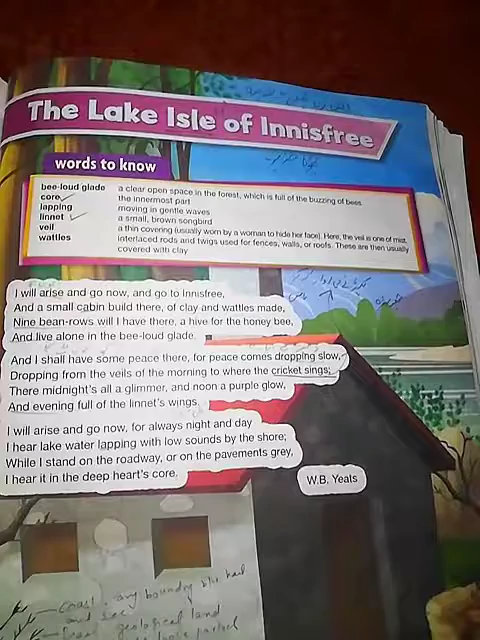 The Lake Isle of Innisfree
words to know
bee-loud glade a clear open space in the forest, which is full of the buzzing of bees
core the innermost part
lapping moving in gentle waves
linnet a small, brown songbird
veil a thin covering (usually worn by a woman to hide her face). Here, the veil is one of mist,
wattles interlaced rods and twigs used for fences, walls, or roofs. These are then usually
covered with clay
I will arise and go now, and go to Innisfree,
And a small cabin build there, of clay and wattles made,
Nine bean-rows will I have there, a hive for the honey bee,
And live alone in the bee-loud glade.
And I shall have some peace there, for peace comes dropping slow,
Dropping from the veils of the morning to where the cricket sings;
There midnight's all a glimmer, and noon a purple glow,
And evening full of the linnet's wings.
I will arise and go now, for always night and day
I hear lake water lapping with low sounds by the shore;
While I stand on the roadway, or on the pavements grey,
I hear it in the deep heart's core.
W.B. Yeats
coast, any boundry b/w land
and sea
geological land